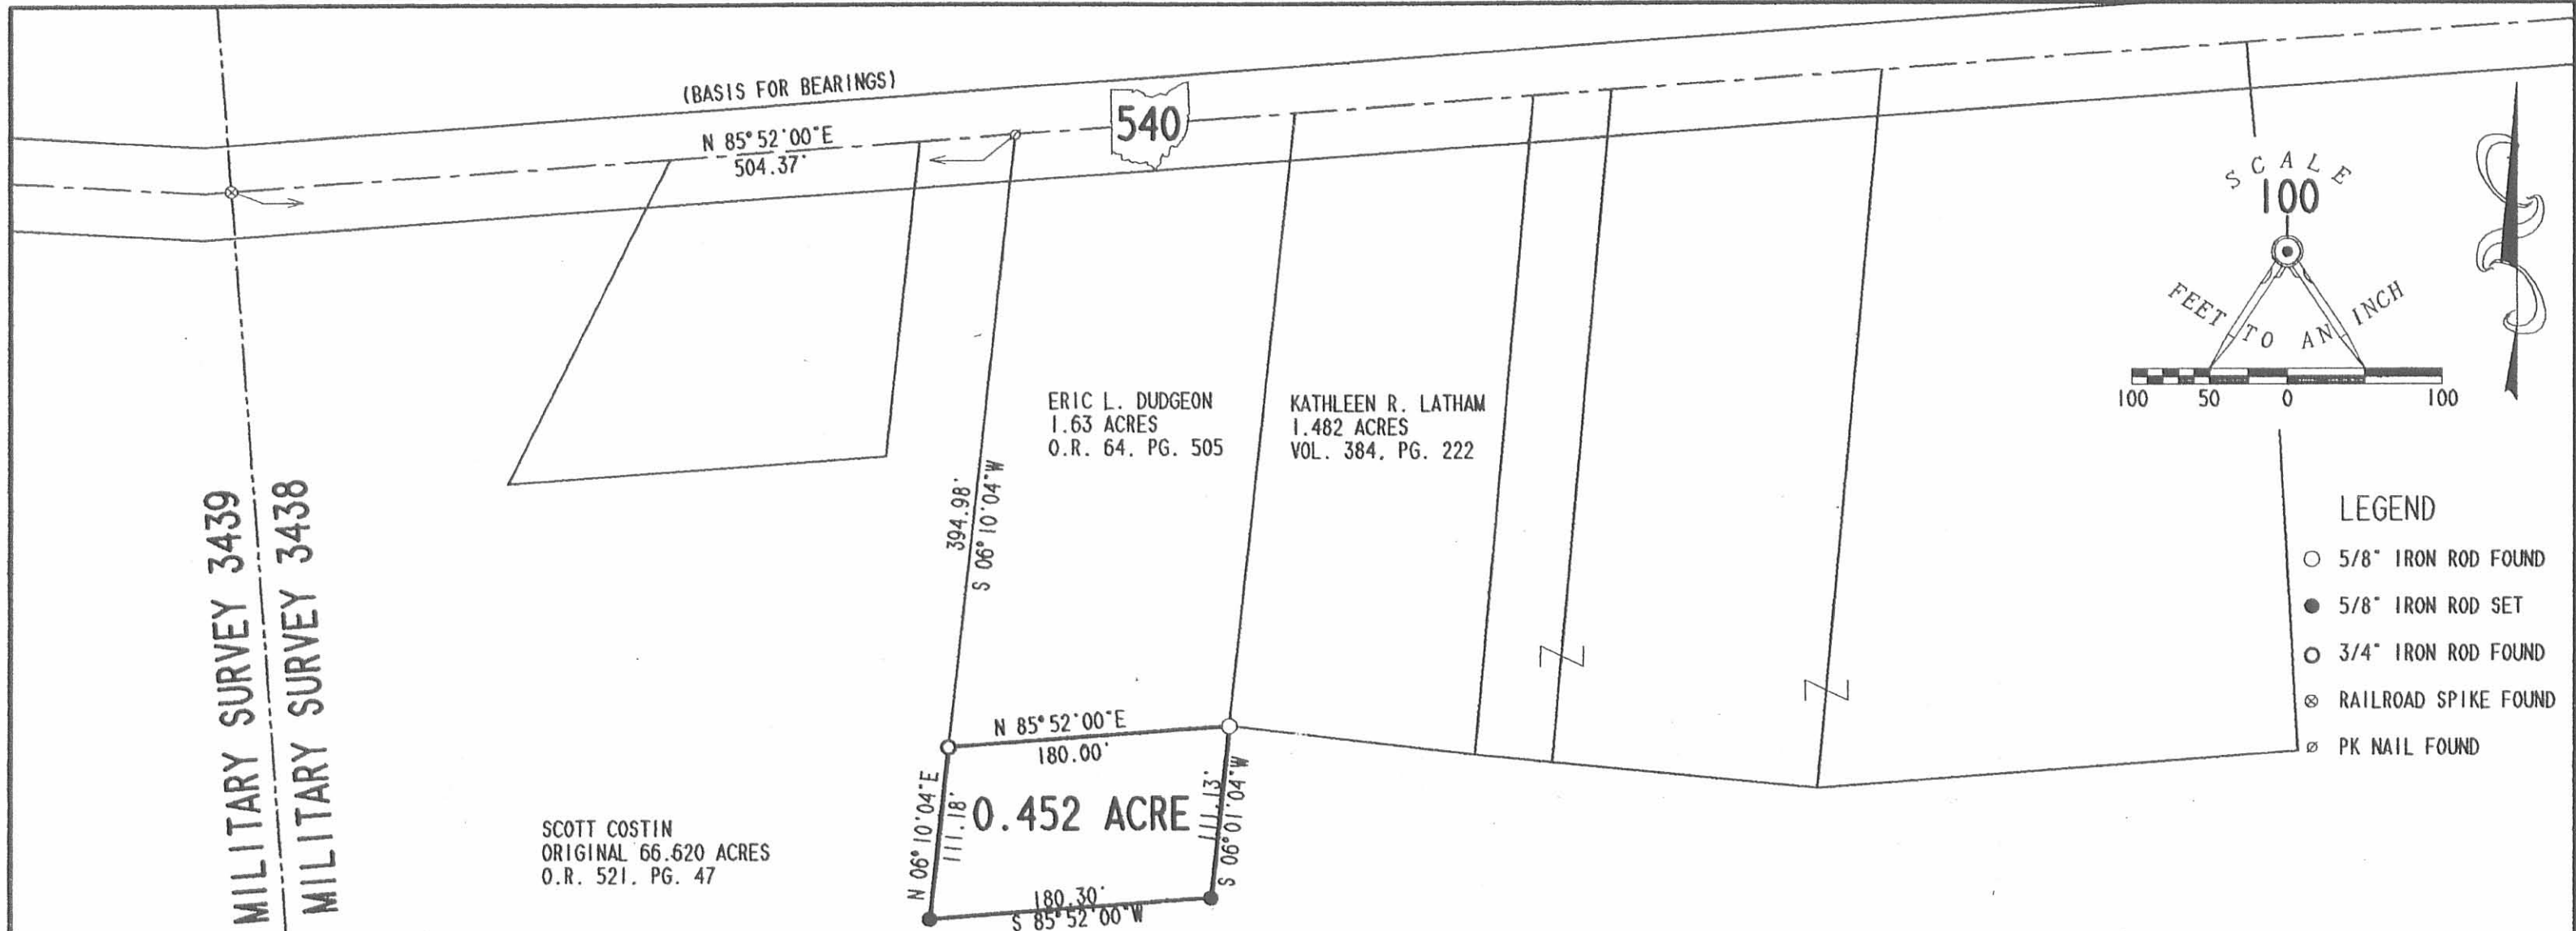 (BASIS FOR BEARINGS)
N 85°52'00"E
504.37'
540
SCALE
100
FEET TO AN INCH
100 50 0 100
ERIC L. DUDGEON
1.63 ACRES
O.R. 64, PG. 505
KATHLEEN R. LATHAM
1.482 ACRES
VOL. 384, PG. 222
394.98'
S 06°10'04"W
MILITARY SURVEY 3439
MILITARY SURVEY 3438
LEGEND
5/8" IRON ROD FOUND
5/8" IRON ROD SET
3/4" IRON ROD FOUND
RAILROAD SPIKE FOUND
PK NAIL FOUND
N 85°52'00"E
180.00'
N 06°10'04"E
111.18'
0.452 ACRE
111.13'
S 06°10'04"W
SCOTT COSTIN
ORIGINAL 66.620 ACRES
O.R. 521, PG. 47
180.30'
S 85°52'00"W